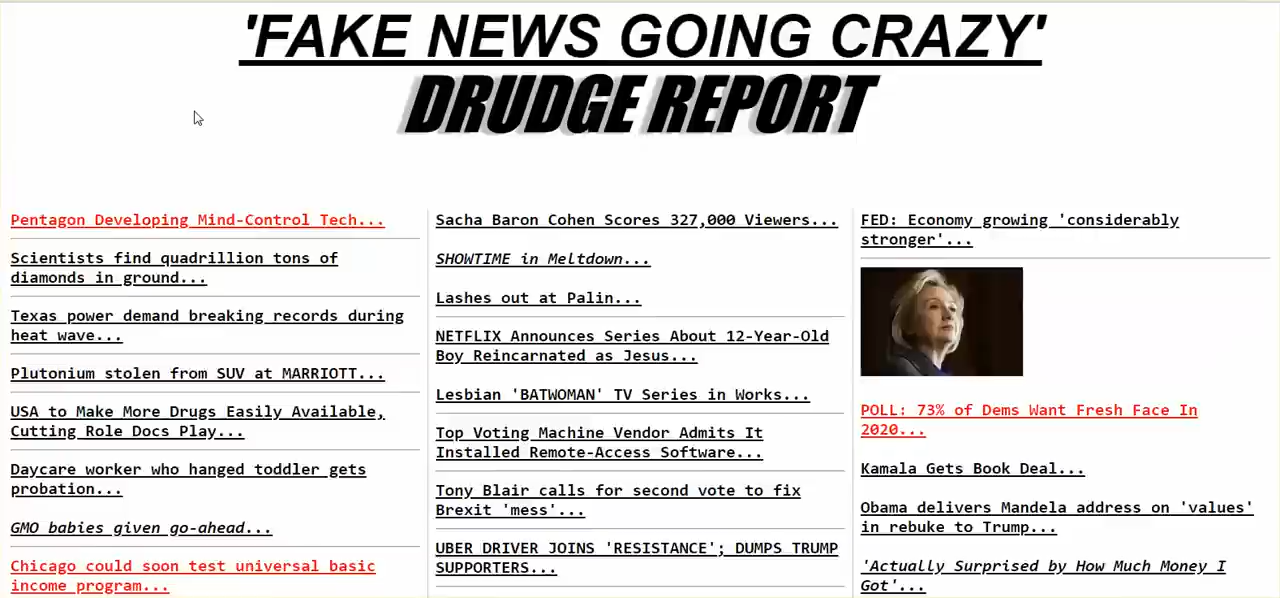 'FAKE NEWS GOING CRAZY'
DRUDGE REPORT
Pentagon Developing Mind-Control Tech...
Scientists find quadrillion tons of
diamonds in ground...
Texas power demand breaking records during
heat wave...
Plutonium stolen from SUV at MARRIOTT...
USA to Make More Drugs Easily Available,
Cutting Role Docs Play...
Daycare worker who hanged toddler gets
probation...
GMO babies given go-ahead...
Chicago could soon test universal basic
income program...
Sacha Baron Cohen Scores 327,000 Viewers...
SHOWTIME in Meltdown...
Lashes out at Palin...
NETFLIX Announces Series About 12-Year-Old
Boy Reincarnated as Jesus...
Lesbian 'BATWOMAN' TV Series in Works...
Top Voting Machine Vendor Admits It
Installed Remote-Access Software...
Tony Blair calls for second vote to fix
Brexit 'mess'...
UBER DRIVER JOINS 'RESISTANCE'; DUMPS TRUMP
SUPPORTERS...
FED: Economy growing 'considerably
stronger'...
POLL: 73% of Dems Want Fresh Face In
2020...
Kamala Gets Book Deal...
Obama delivers Mandela address on 'values'
in rebuke to Trump...
'Actually Surprised by How Much Money I
Got'...